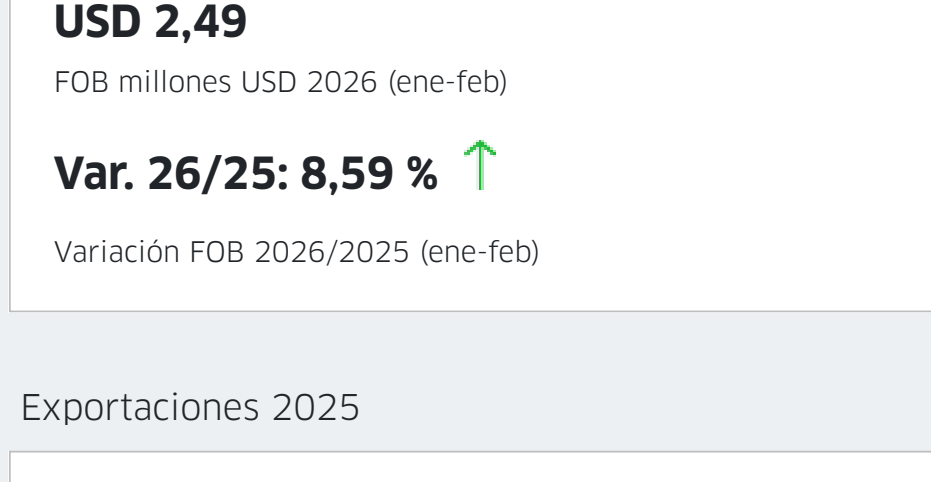 USD 2,49
FOB millones USD 2026 (ene-feb)
Var. 26/25: 8,59 %
Variación FOB 2026/2025 (ene-feb)
Exportaciones 2025